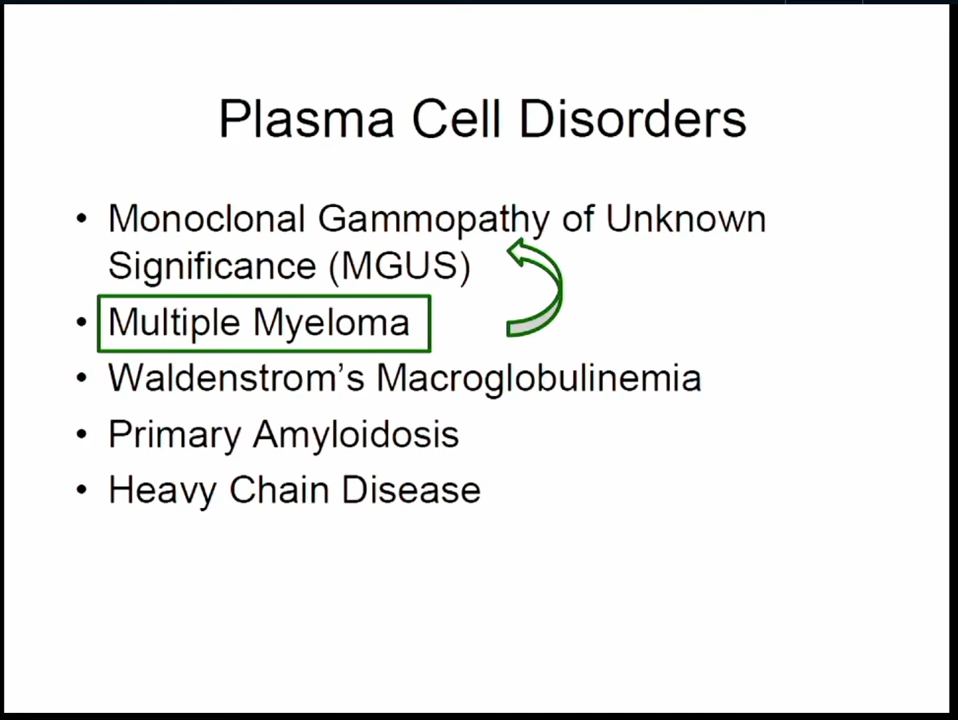 Plasma Cell Disorders
• Monoclonal Gammopathy of Unknown
Significance (MGUS)
• Multiple Myeloma
• Waldenstrom's Macroglobulinemia
• Primary Amyloidosis
• Heavy Chain Disease